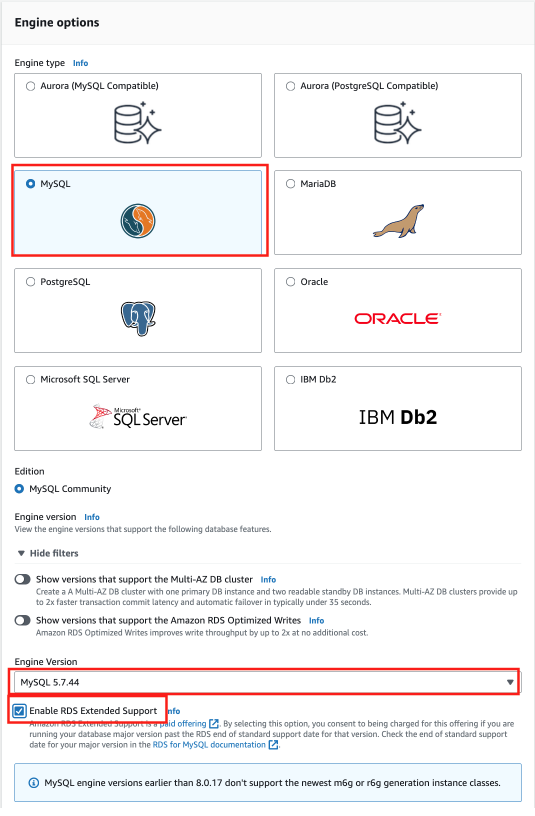 Engine options
Engine type Info
Aurora (MySQL Compatible)
Aurora (PostgreSQL Compatible)
MySQL
MariaDB
PostgreSQL
Oracle
ORACLE
Microsoft SQL Server
IBM Db2
Microsoft
SQL Server
IBM Db2
Edition
MySQL Community
Engine version Info
View the engine versions that support the following database features.
Hide filters
Show versions that support the Multi-AZ DB cluster Info
Create a A Multi-AZ DB cluster with one primary DB instance and two readable standby DB instances. Multi-AZ DB clusters provide up
to 2x faster transaction commit latency and automatic failover in typically under 35 seconds.
Show versions that support the Amazon RDS Optimized Writes Info
Amazon RDS Optimized Writes improves write throughput by up to 2x at no additional cost.
Engine Version
MySQL 5.7.44
Enable RDS Extended Support nfo
Amazon RDS Extended Support is a paid offering. By selecting this option, you consent to being charged for this offering if you are
running your database major version past the RDS end of standard support date for that version. Check the end of standard support
date for your major version in the RDS for MySQL documentation.
MySQL engine versions earlier than 8.0.17 don't support the newest m6g or r6g generation instance classes.